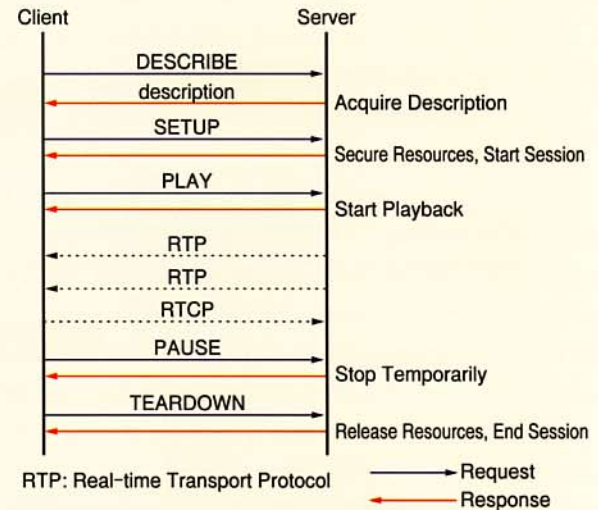 Client Server
DESCRIBE
description
Acquire Description
SETUP
Secure Resources, Start Session
PLAY
Start Playback
RTP
RTP
RTCP
PAUSE
Stop Temporarily
TEARDOWN
Release Resources, End Session
RTP: Real-time Transport Protocol
Request
Response